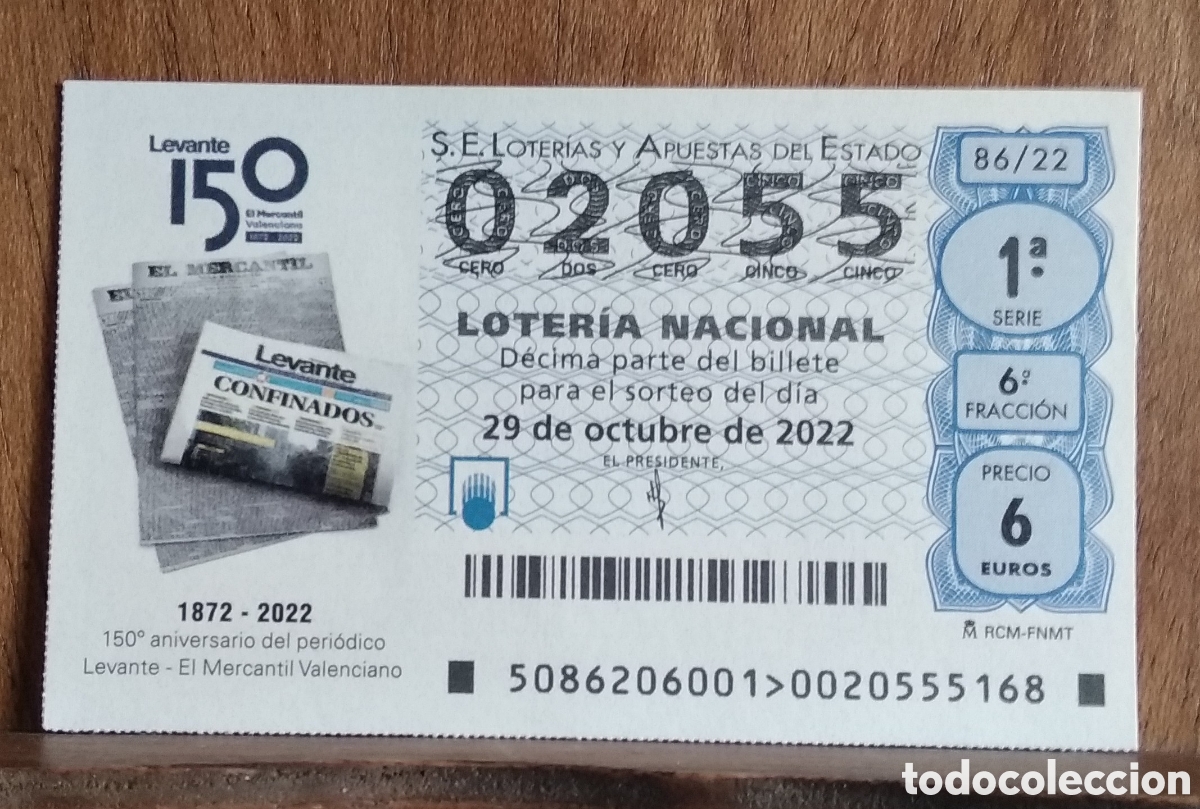 Levante
150
El Mercantil
Valenciano
1872 - 2022
EL MERCANTIL
Levante
CONFINADOS
1872 - 2022
150º aniversario del periódico
Levante - El Mercantil Valenciano
S.E. LOTERÍAS Y APUESTAS DEL ESTADO
02055
CERO DOS CERO CINCO CINCO
LOTERÍA NACIONAL
Décima parte del billete
para el sorteo del día
29 de octubre de 2022
EL PRESIDENTE,
86/22
1ª
SERIE
6ª
FRACCIÓN
PRECIO
6
EUROS
RCM-FNMT
5086206001>0020555168
todocoleccion